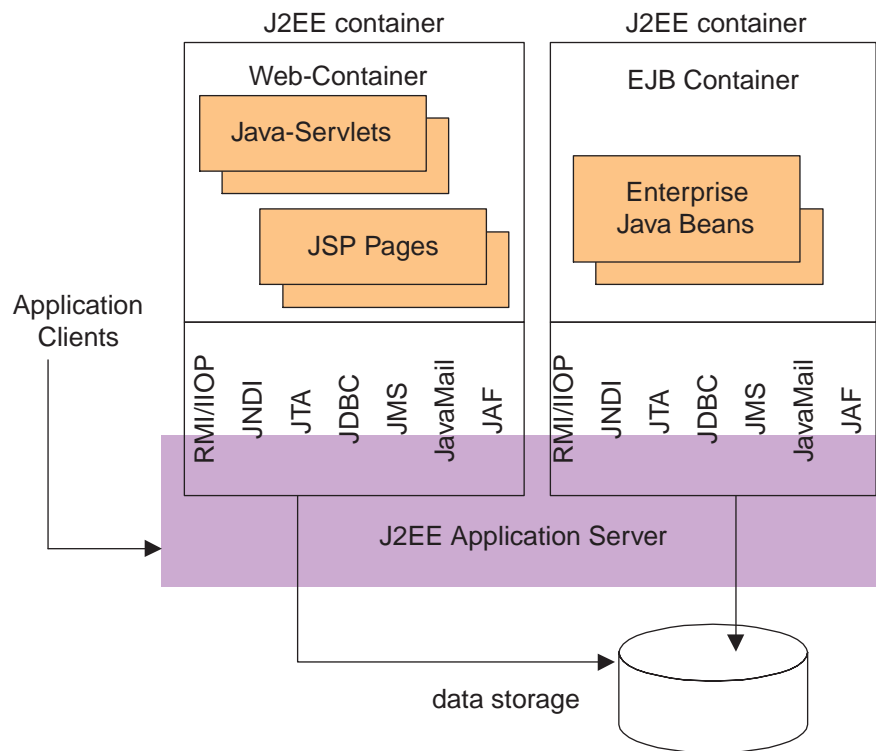 J2EE container
J2EE container
Web-Container
EJB Container
Java-Servlets
JSP Pages
Enterprise
Java Beans
Application
Clients
RMI/IIOP
JNDI
JTA
JDBC
JMS
JavaMail
JAF
RMI/IIOP
JNDI
JTA
JDBC
JMS
JavaMail
JAF
J2EE Application Server
data storage